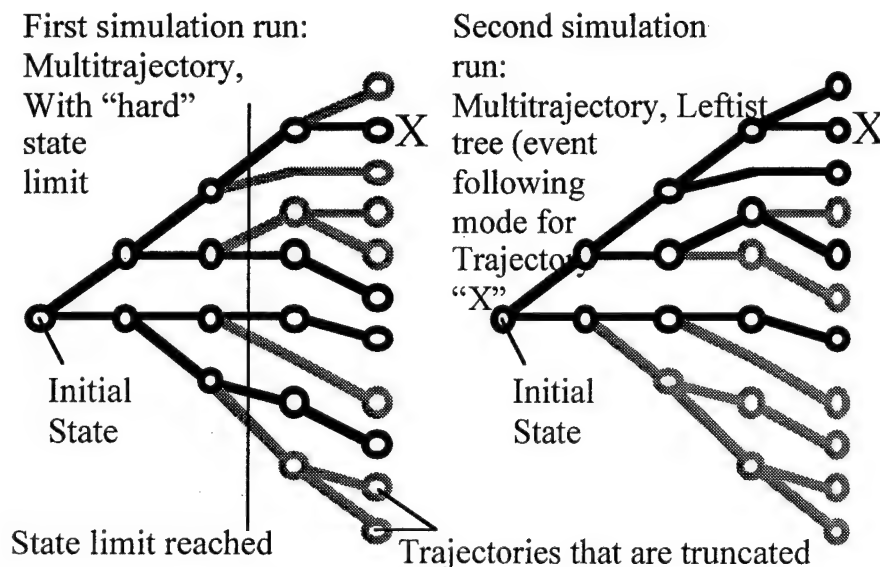 First simulation run:
Multitrajectory,
With “hard”
state
limit
X
Initial
State
State limit reached
Second simulation
run:
Multitrajectory, Leftist
tree (event
following
mode for
Trajectory
“X”
X
Initial
State
Trajectories that are truncated